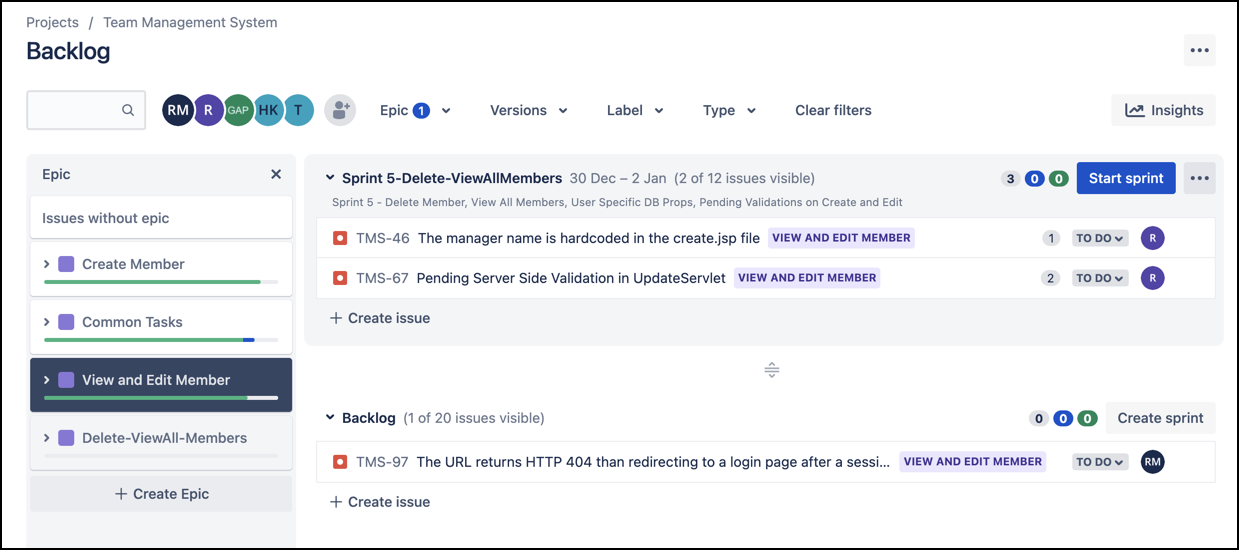 Projects / Team Management System
Backlog
RM R GAP HK T Epic 1 Versions Label Type Clear filters Insights
Epic
Issues without epic
Create Member
Common Tasks
View and Edit Member
Delete-ViewAll-Members
+ Create Epic
Sprint 5-Delete-ViewAllMembers 30 Dec – 2 Jan (2 of 12 issues visible) 3 0 0 Start sprint
Sprint 5 - Delete Member, View All Members, User Specific DB Props, Pending Validations on Create and Edit
TMS-46 The manager name is hardcoded in the create.jsp file VIEW AND EDIT MEMBER 1 TO DO R
TMS-67 Pending Server Side Validation in UpdateServlet VIEW AND EDIT MEMBER 2 TO DO R
+ Create issue
Backlog (1 of 20 issues visible) 0 0 0 Create sprint
TMS-97 The URL returns HTTP 404 than redirecting to a login page after a sessi... VIEW AND EDIT MEMBER TO DO RM
+ Create issue